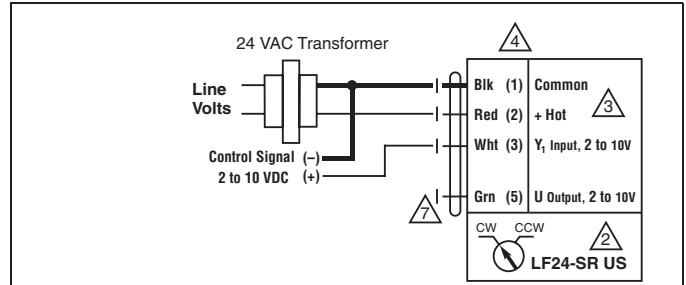 24 VAC Transformer
4
Line
Volts
Blk (1) Common
3
Red (2) + Hot
Wht (3) Y₁ Input, 2 to 10V
Control Signal (–)
2 to 10 VDC (+)
Grn (5) U Output, 2 to 10V
7
CW CCW
2
LF24-SR US